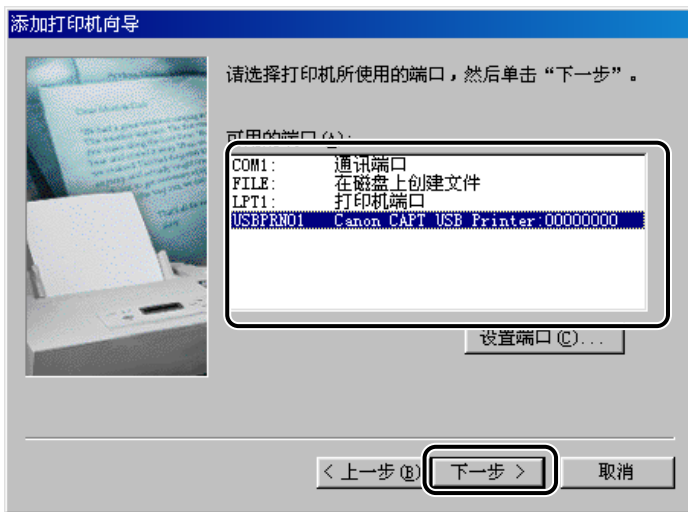 添加打印机向导
请选择打印机所使用的端口，然后单击“下一步”。
可用的端口(A):
COM1: 通讯端口
FILE: 在磁盘上创建文件
LPT1: 打印机端口
USBPRN01 Canon CAPT USB Printer:00000000
设置端口(C)...
< 上一步(B) 下一步 > 取消